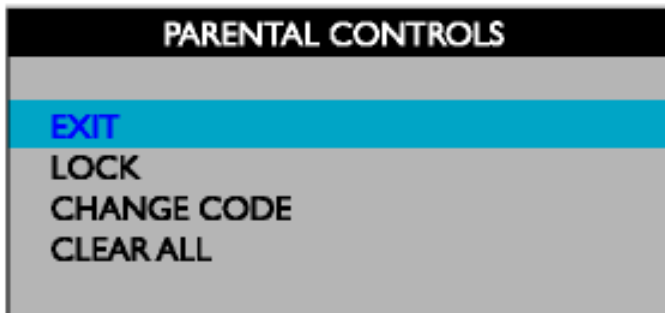 PARENTAL CONTROLS
EXIT
LOCK
CHANGE CODE
CLEAR ALL